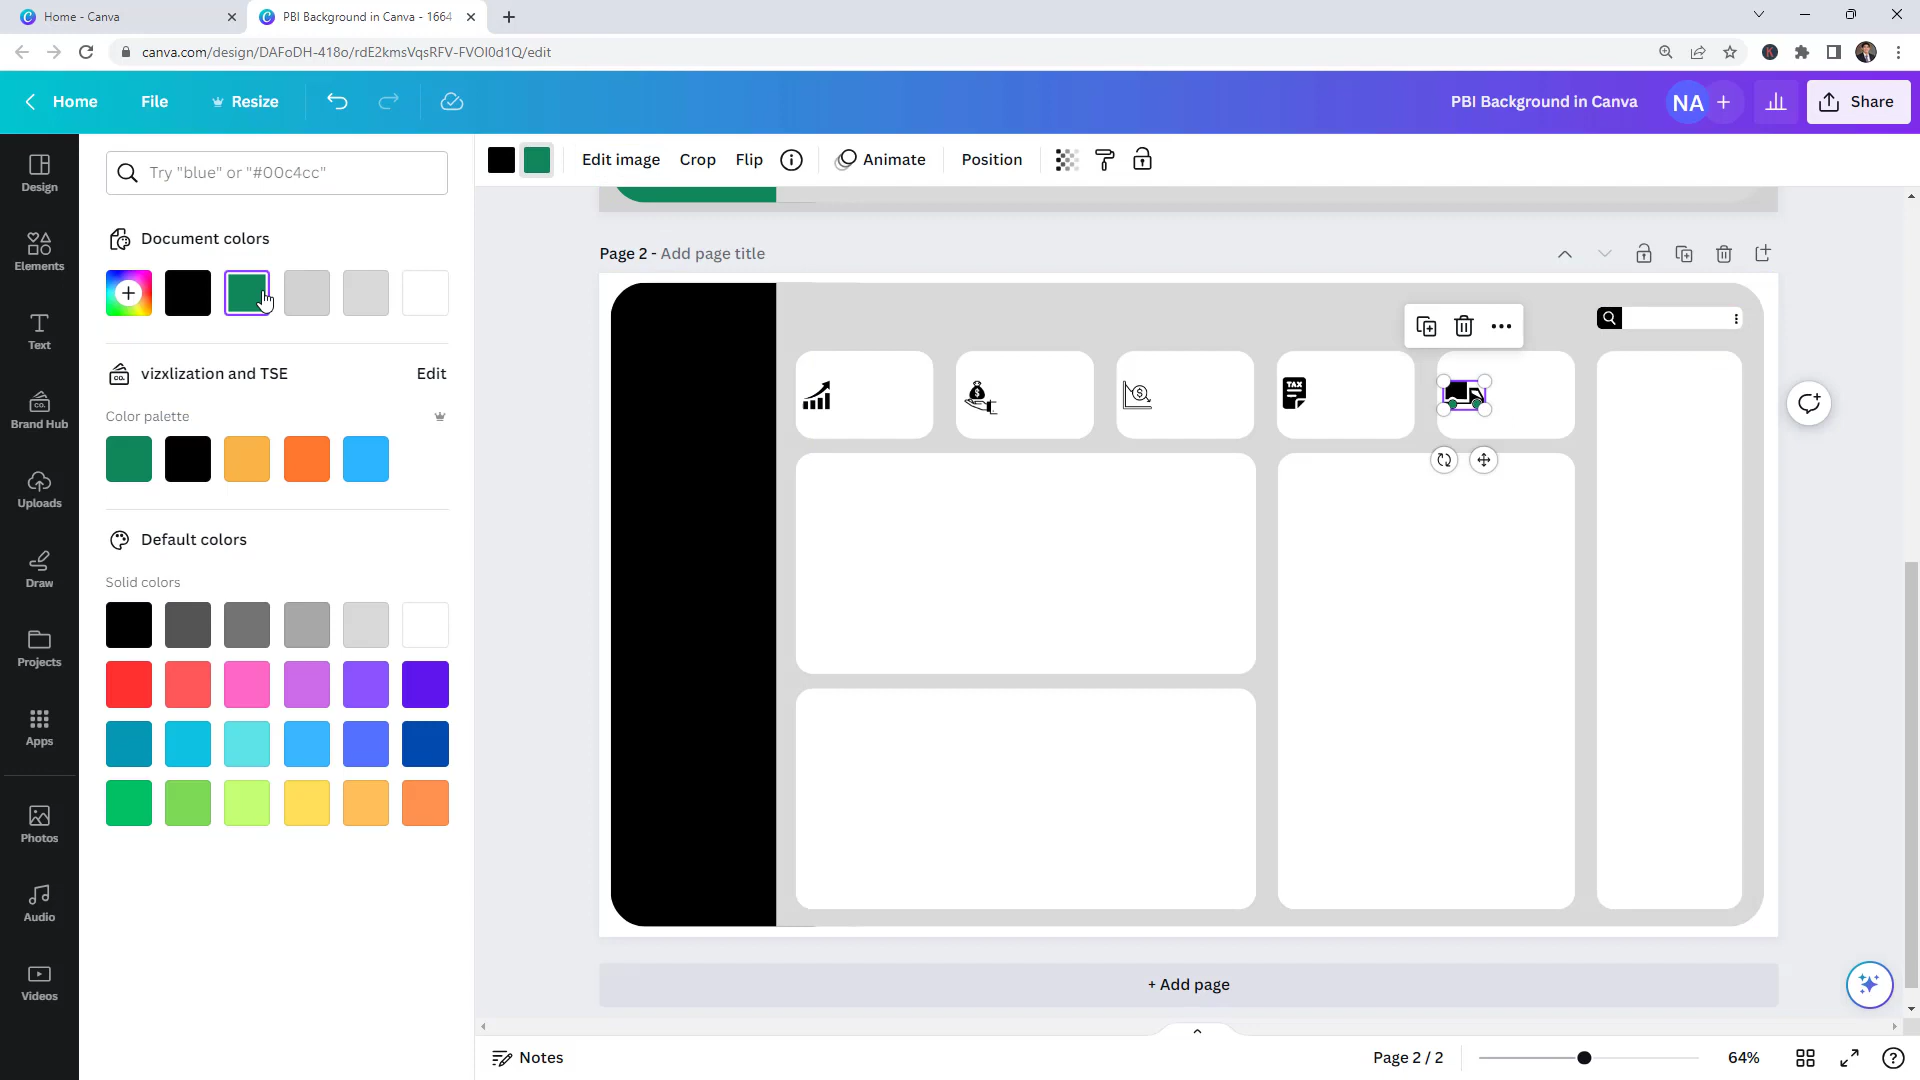 Home - Canva
PBI Background in Canva - 1664
canva.com/design/DAFoDH-418o/rdE2kmsVqsRFV-FVOI0d1Q/edit
K
Home
File
Resize
PBI Background in Canva
NA
Share
Design
Elements
Text
Brand Hub
Uploads
Draw
Projects
Apps
Photos
Audio
Videos
Try "blue" or "#00c4cc"
Document colors
CO.
vizxlization and TSE
Edit
Color palette
Default colors
Solid colors
Edit image
Crop
Flip
Animate
Position
Page 2 - Add page title
TAX
+ Add page
Notes
Page 2 / 2
64%